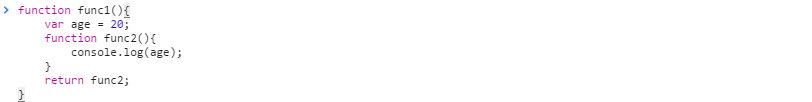 > function func1(){
    var age = 20;
    function func2(){
        console.log(age);
    }
    return func2;
}